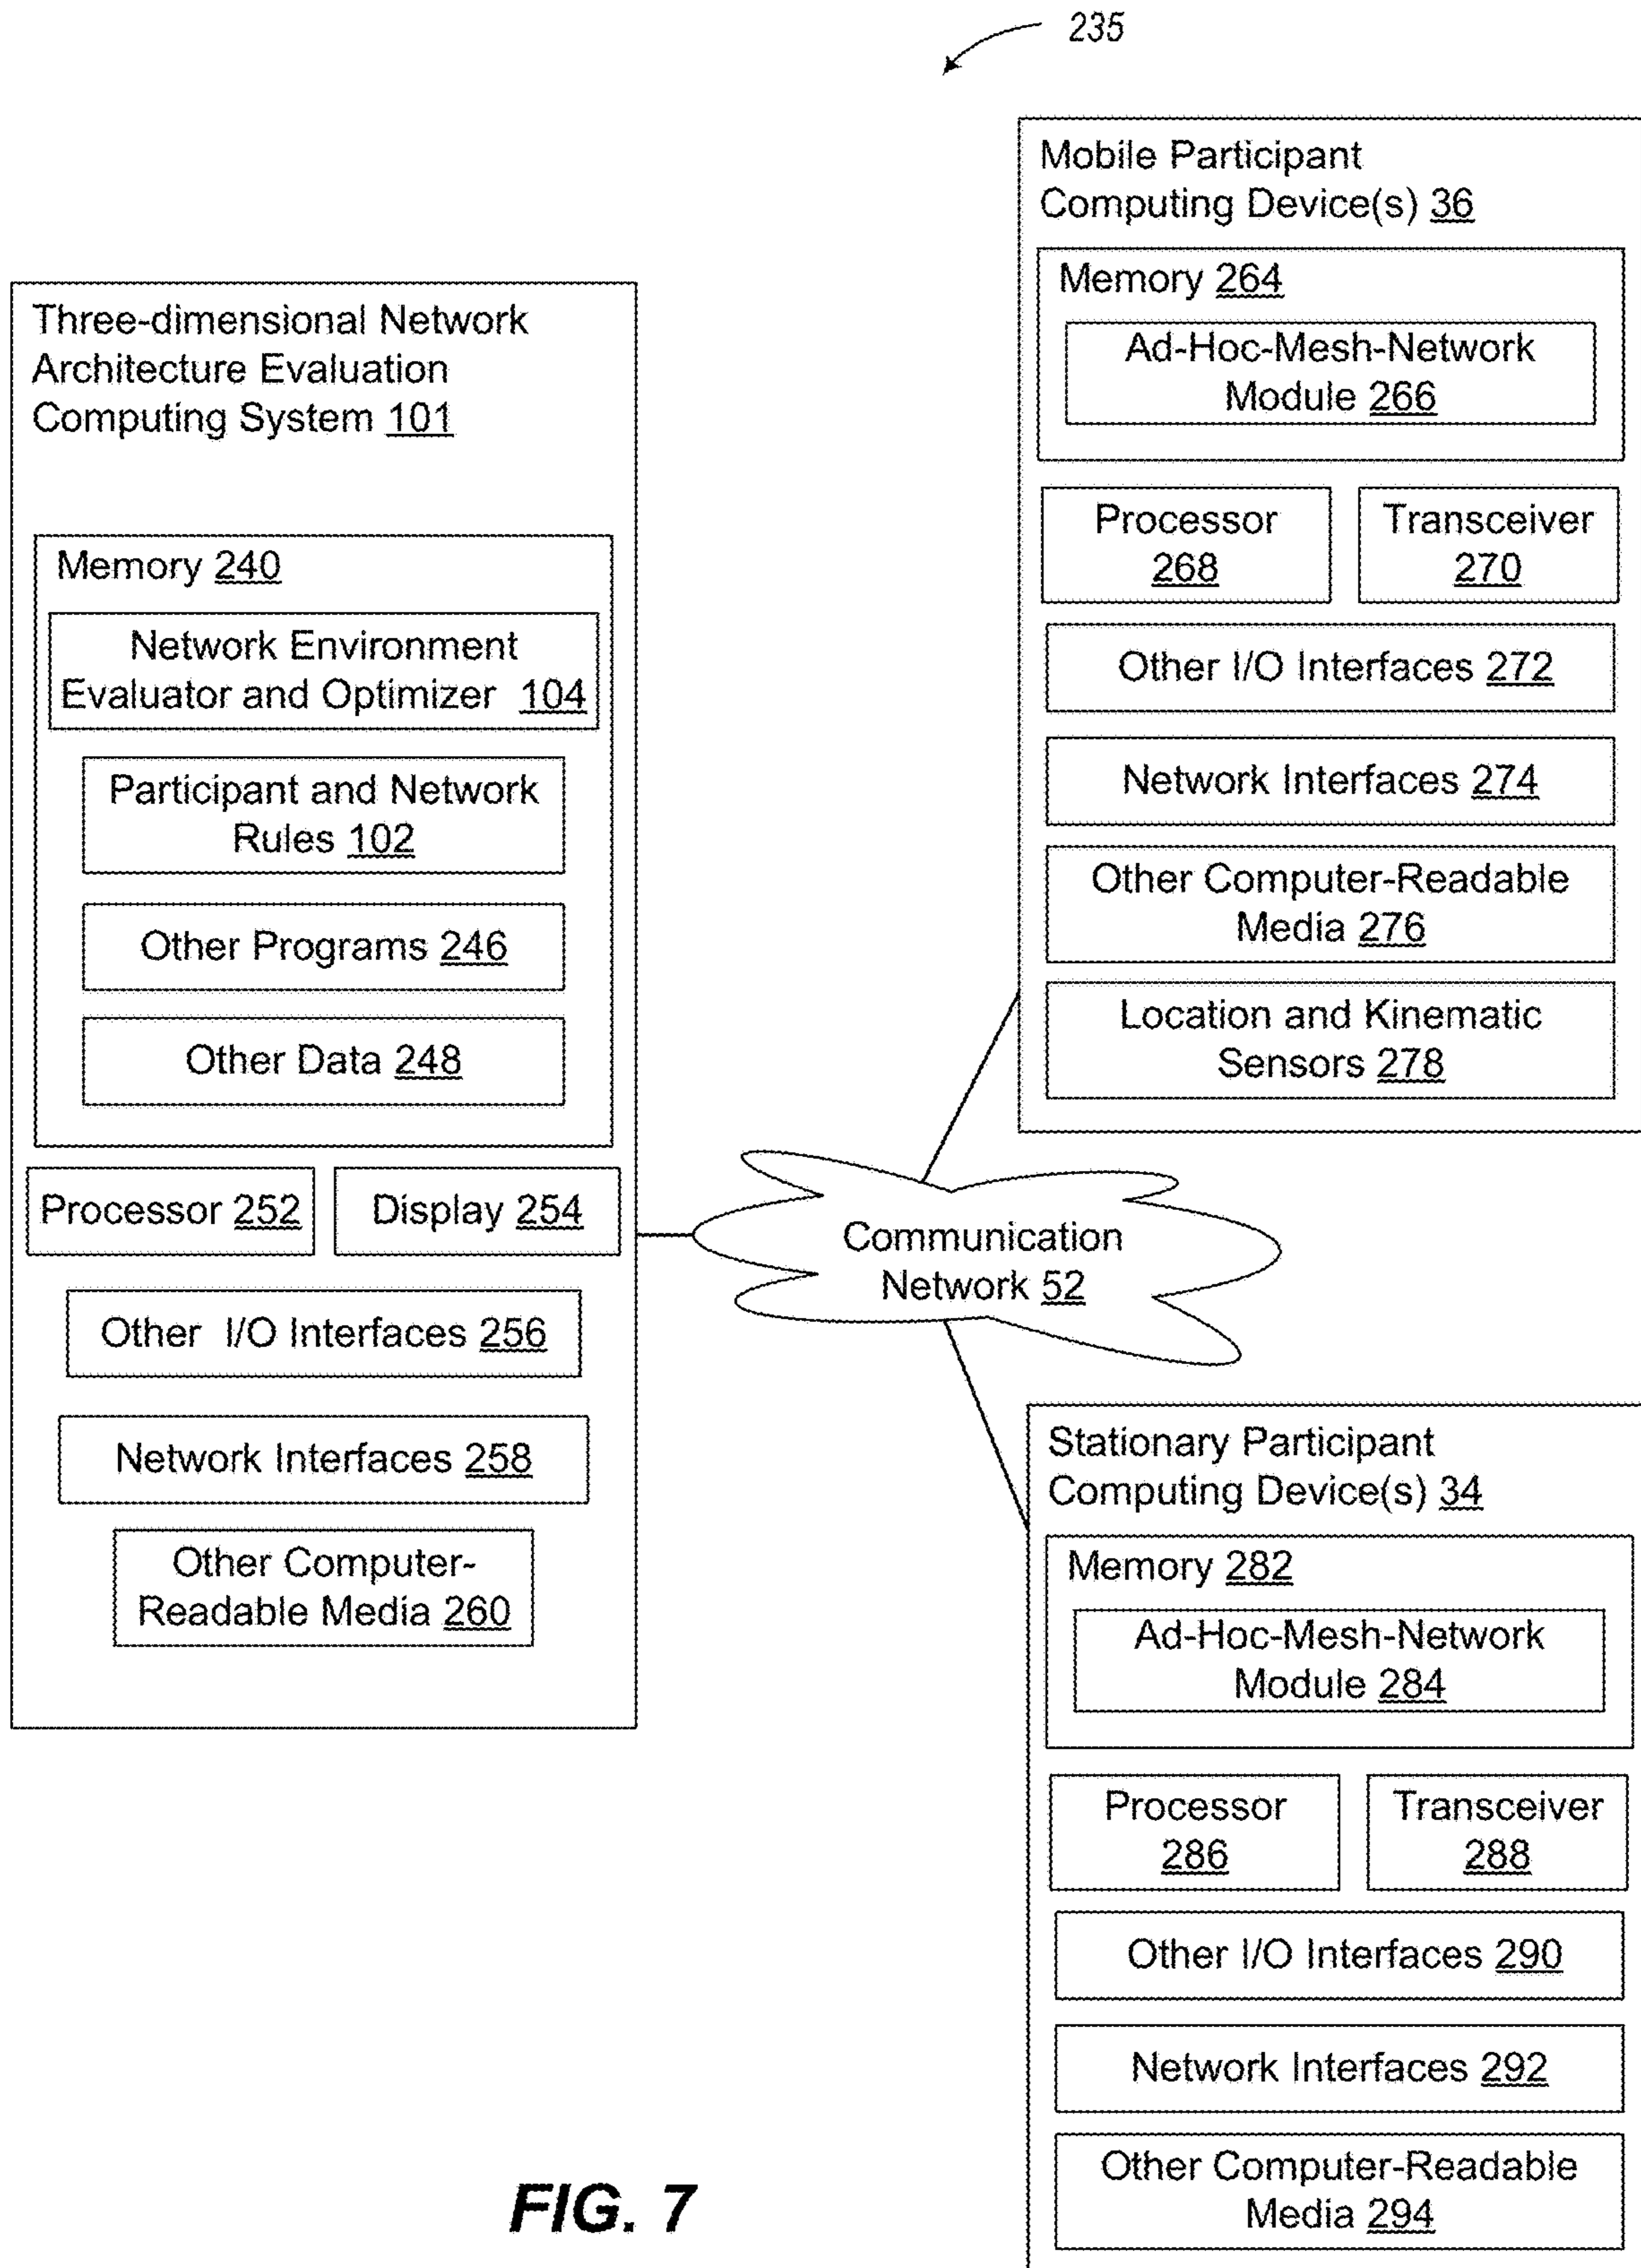 235
Three-dimensional Network
Architecture Evaluation
Computing System 101
Memory 240
Network Environment
Evaluator and Optimizer 104
Participant and Network
Rules 102
Other Programs 246
Other Data 248
Processor 252
Display 254
Other I/O Interfaces 256
Network Interfaces 258
Other Computer-
Readable Media 260
Communication
Network 52
Mobile Participant
Computing Device(s) 36
Memory 264
Ad-Hoc-Mesh-Network
Module 266
Processor
268
Transceiver
270
Other I/O Interfaces 272
Network Interfaces 274
Other Computer-Readable
Media 276
Location and Kinematic
Sensors 278
Stationary Participant
Computing Device(s) 34
Memory 282
Ad-Hoc-Mesh-Network
Module 284
Processor
286
Transceiver
288
Other I/O Interfaces 290
Network Interfaces 292
Other Computer-Readable
Media 294
FIG. 7